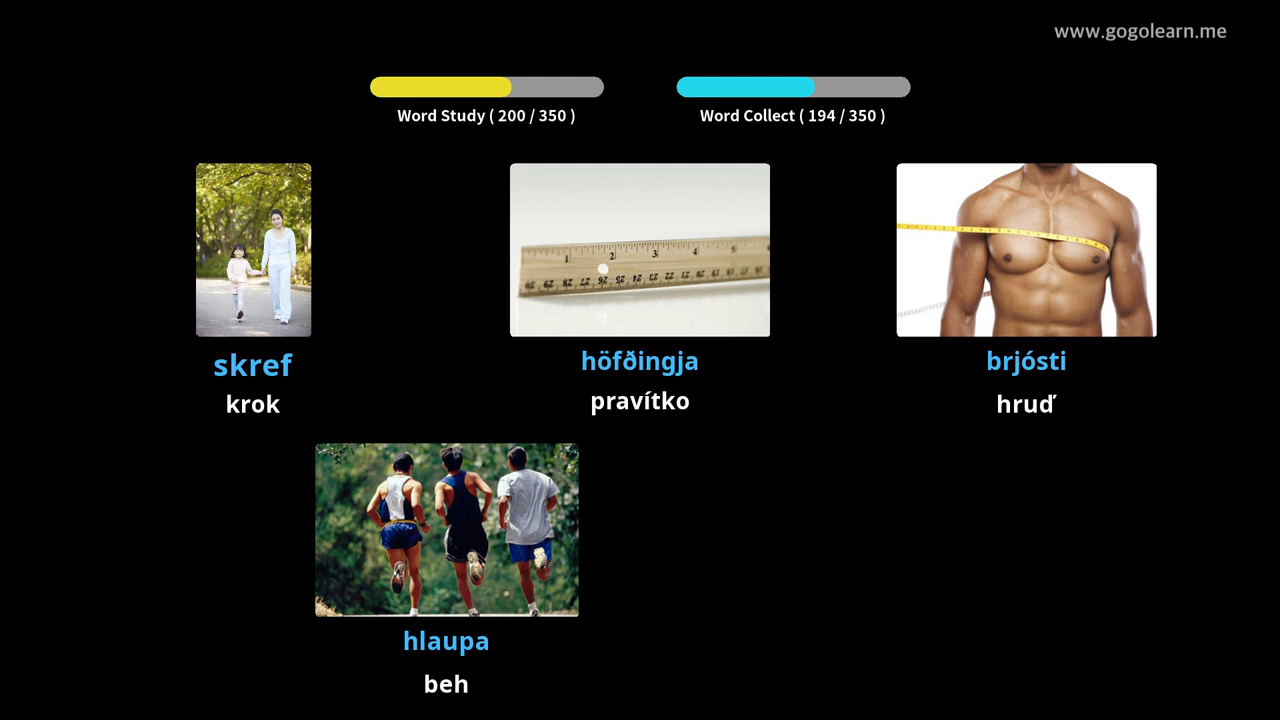 www.gogolearn.me
Word Study ( 200 / 350 )
Word Collect ( 194 / 350 )
skref
krok
höfðingja
pravítko
brjósti
hruď
hlaupa
beh